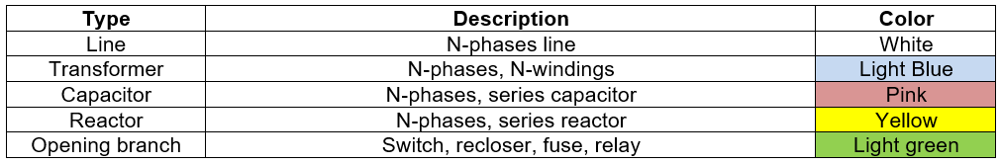 Type Description Color
Line N-phases line White
Transformer N-phases, N-windings Light Blue
Capacitor N-phases, series capacitor Pink
Reactor N-phases, series reactor Yellow
Opening branch Switch, recloser, fuse, relay Light green